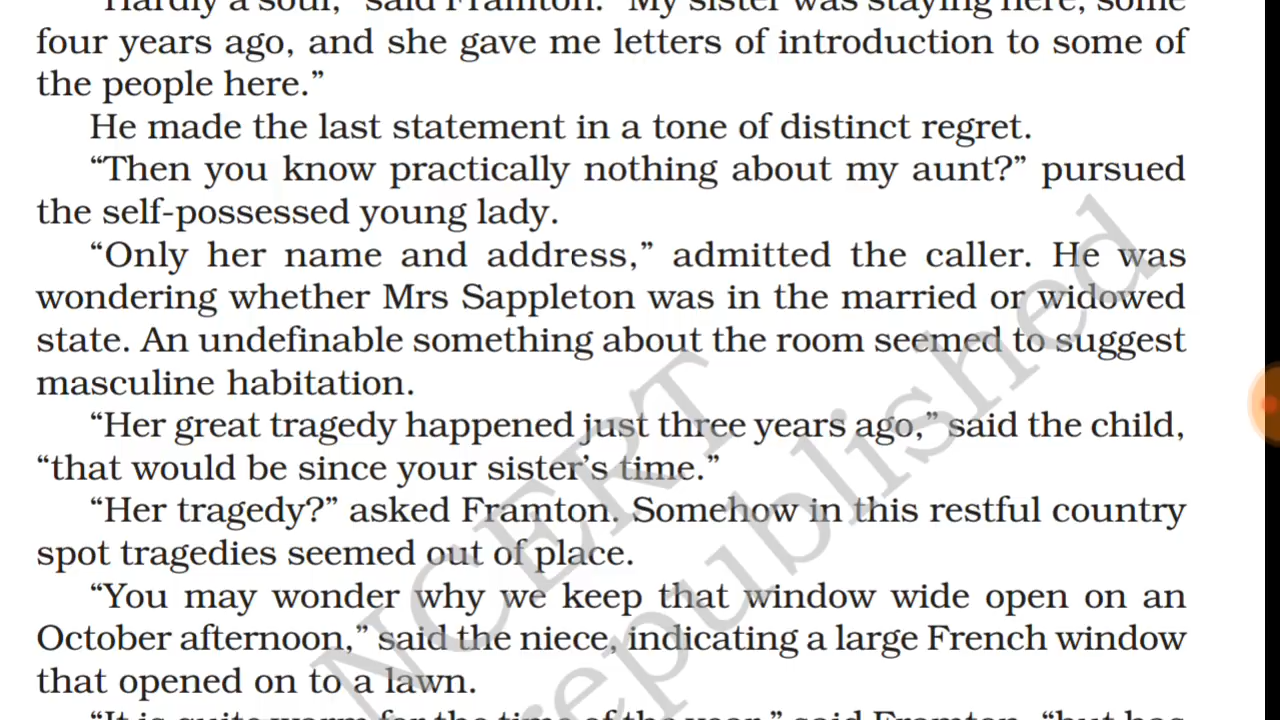 "Hardly a soul," said Framton. "My sister was staying here, some
four years ago, and she gave me letters of introduction to some of
the people here."
He made the last statement in a tone of distinct regret.
"Then you know practically nothing about my aunt?" pursued
the self-possessed young lady.
"Only her name and address," admitted the caller. He was
wondering whether Mrs Sappleton was in the married or widowed
state. An undefinable something about the room seemed to suggest
masculine habitation.
"Her great tragedy happened just three years ago," said the child,
"that would be since your sister's time."
"Her tragedy?" asked Framton. Somehow in this restful country
spot tragedies seemed out of place.
"You may wonder why we keep that window wide open on an
October afternoon," said the niece, indicating a large French window
that opened on to a lawn.
"It is quite warm for the time of the year," said Framton, "but has
NCERT
republished